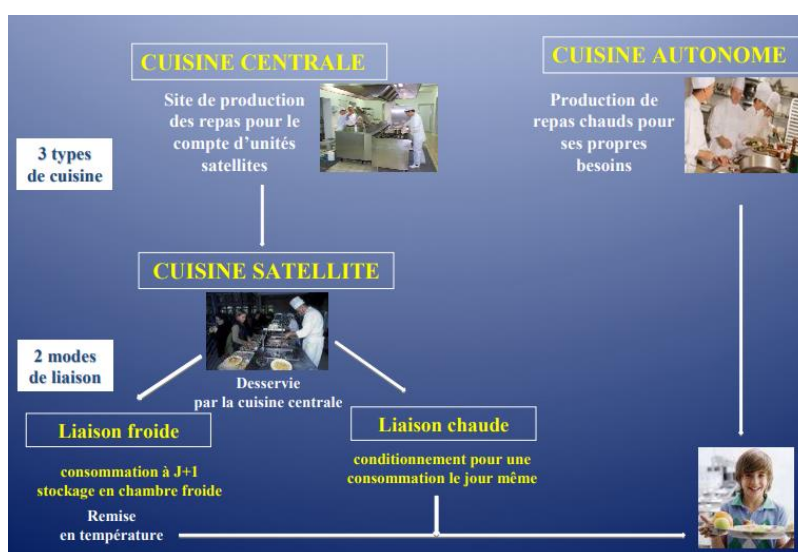 CUISINE CENTRALE
Site de production
des repas pour le
compte d'unités
satellites
CUISINE AUTONOME
Production de
repas chauds pour
ses propres
besoins
3 types
de cuisine
CUISINE SATELLITE
2 modes
de liaison
Desservie
par la cuisine centrale
Liaison froide
consommation à J+1
stockage en chambre froide
Remise
en température
Liaison chaude
conditionnement pour une
consommation le jour même